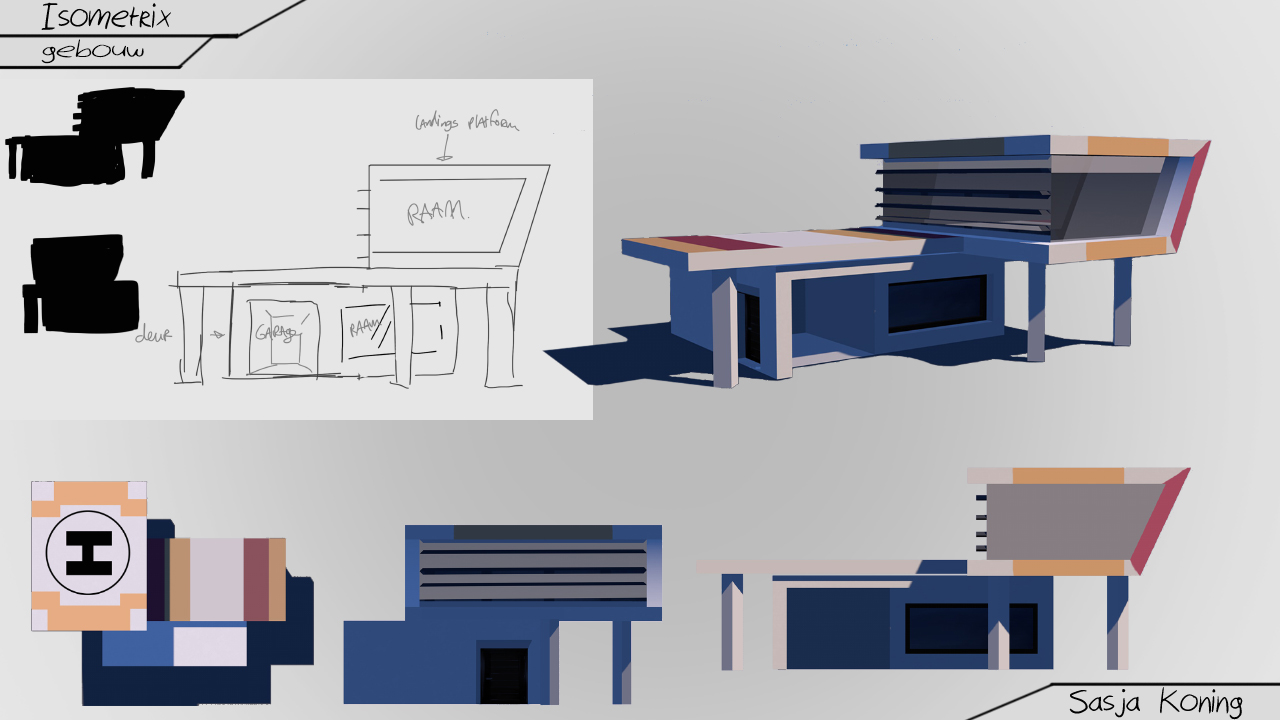 Isometrix
gebouw
landings platform
RAAM.
deur
GARAGE
RAAM
H
Sasja Koning